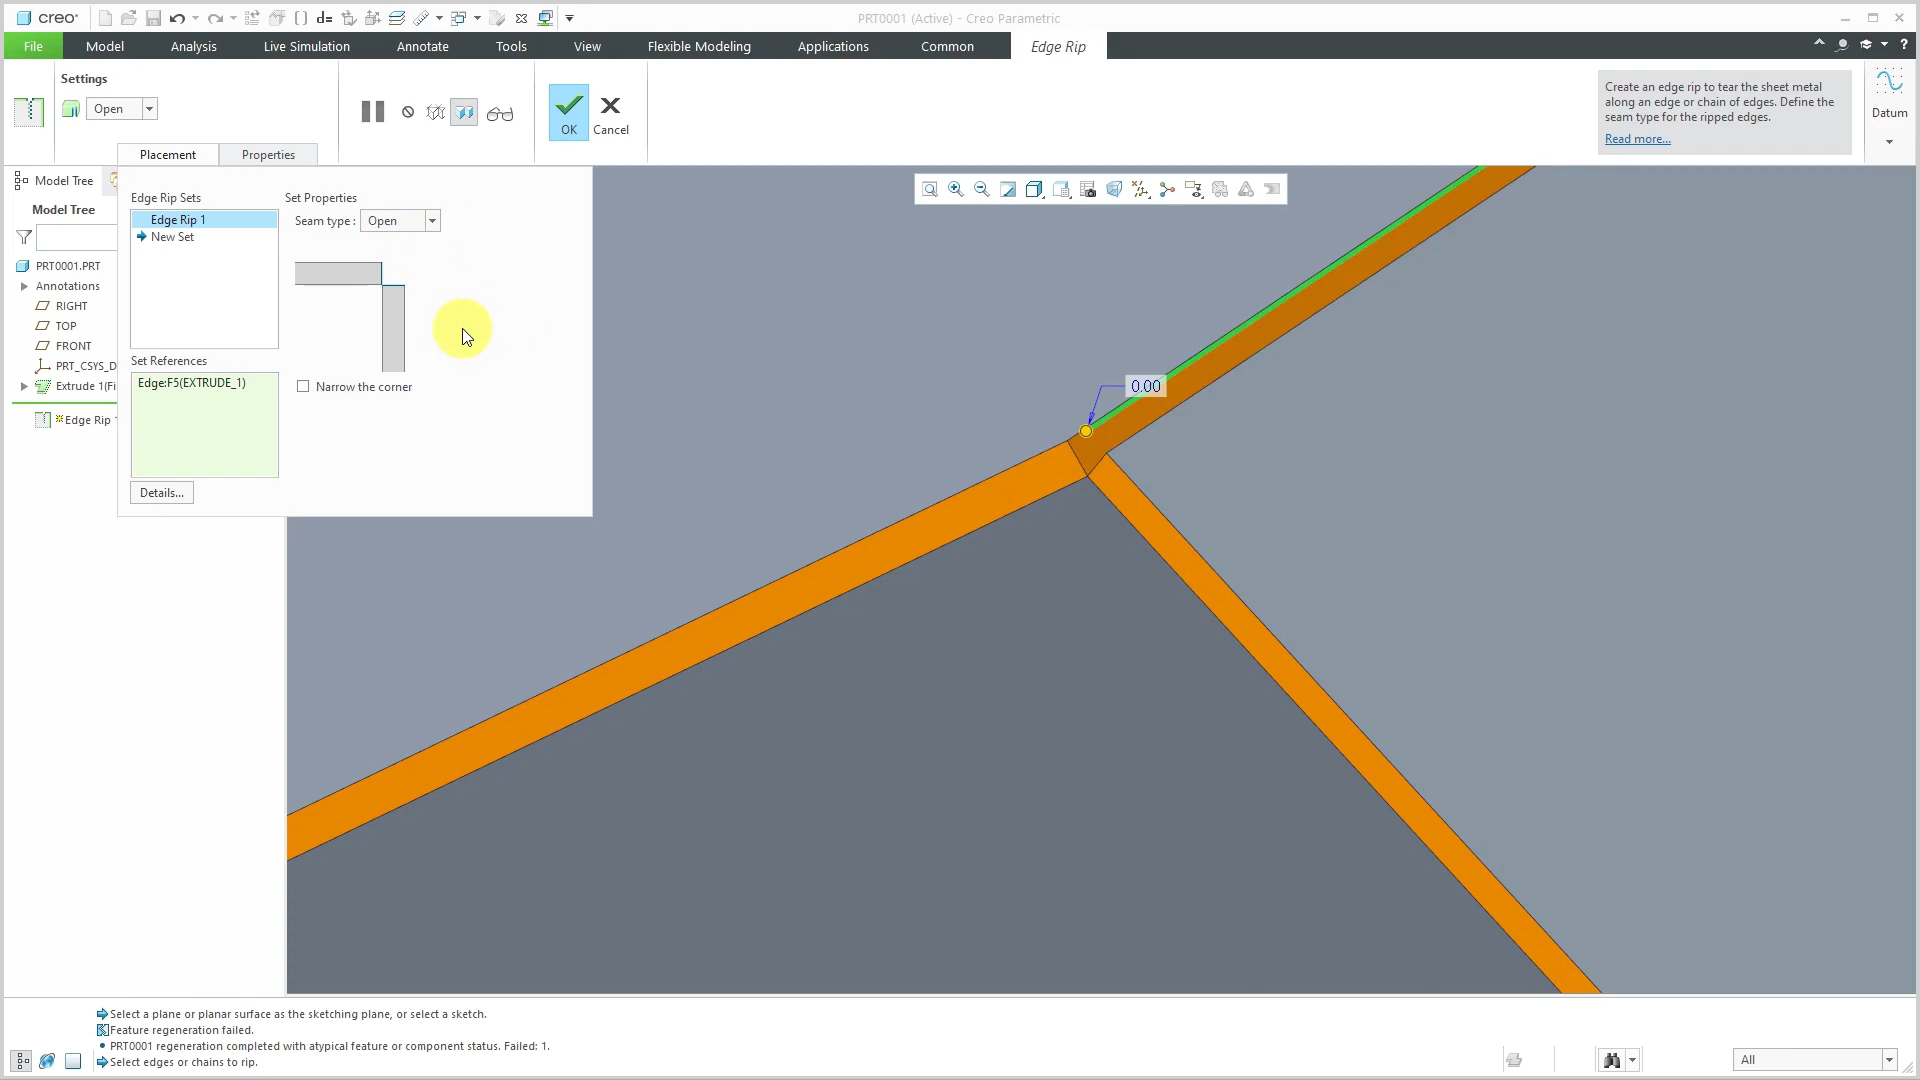 creo®
d=
PRT0001 (Active) - Creo Parametric
File
Model
Analysis
Live Simulation
Annotate
Tools
View
Flexible Modeling
Applications
Common
Edge Rip
?
Settings
Open
OK
Cancel
Create an edge rip to tear the sheet metal
along an edge or chain of edges. Define the
seam type for the ripped edges.
Read more...
Datum
Placement
Properties
Model Tree
Model Tree
PRT0001.PRT
Annotations
RIGHT
TOP
FRONT
PRT_CSYS_D
Extrude 1(Fi
Edge Rip
Edge Rip Sets
Edge Rip 1
New Set
Set References
Edge:F5(EXTRUDE_1)
Details...
Set Properties
Seam type :
Open
Narrow the corner
0.00
Select a plane or planar surface as the sketching plane, or select a sketch.
Feature regeneration failed.
• PRT0001 regeneration completed with atypical feature or component status. Failed: 1.
Select edges or chains to rip.
All